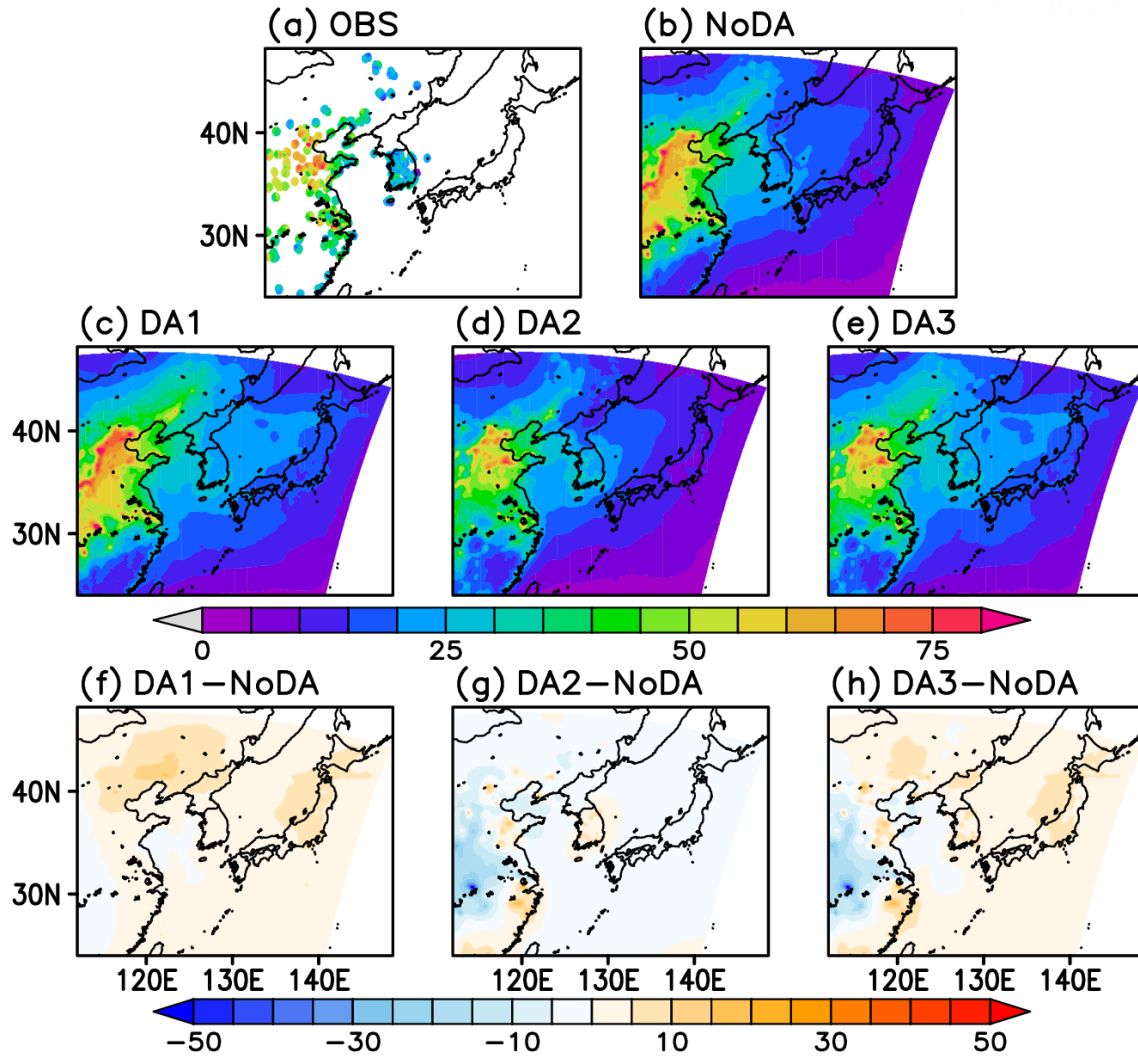 (a) OBS
(b) NoDA
40N
30N
(c) DA1
(d) DA2
(e) DA3
40N
30N
0 25 50 75
(f) DA1−NoDA
(g) DA2−NoDA
(h) DA3−NoDA
40N
30N
120E 130E 140E
120E 130E 140E
120E 130E 140E
−50 −30 −10 10 30 50